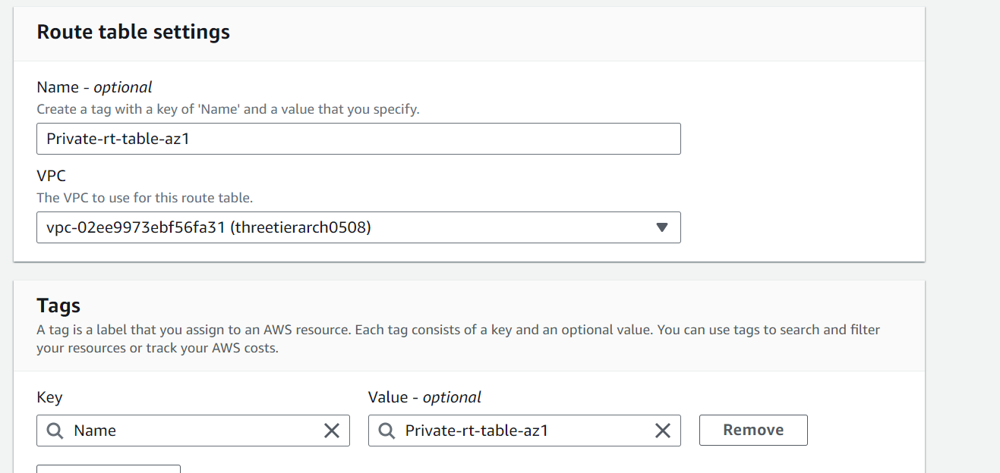 Route table settings
Name - optional
Create a tag with a key of 'Name' and a value that you specify.
Private-rt-table-az1
VPC
The VPC to use for this route table.
vpc-02ee9973ebf56fa31 (threetierarch0508)
Tags
A tag is a label that you assign to an AWS resource. Each tag consists of a key and an optional value. You can use tags to search and filter
your resources or track your AWS costs.
Key
Value - optional
Name
Private-rt-table-az1
Remove